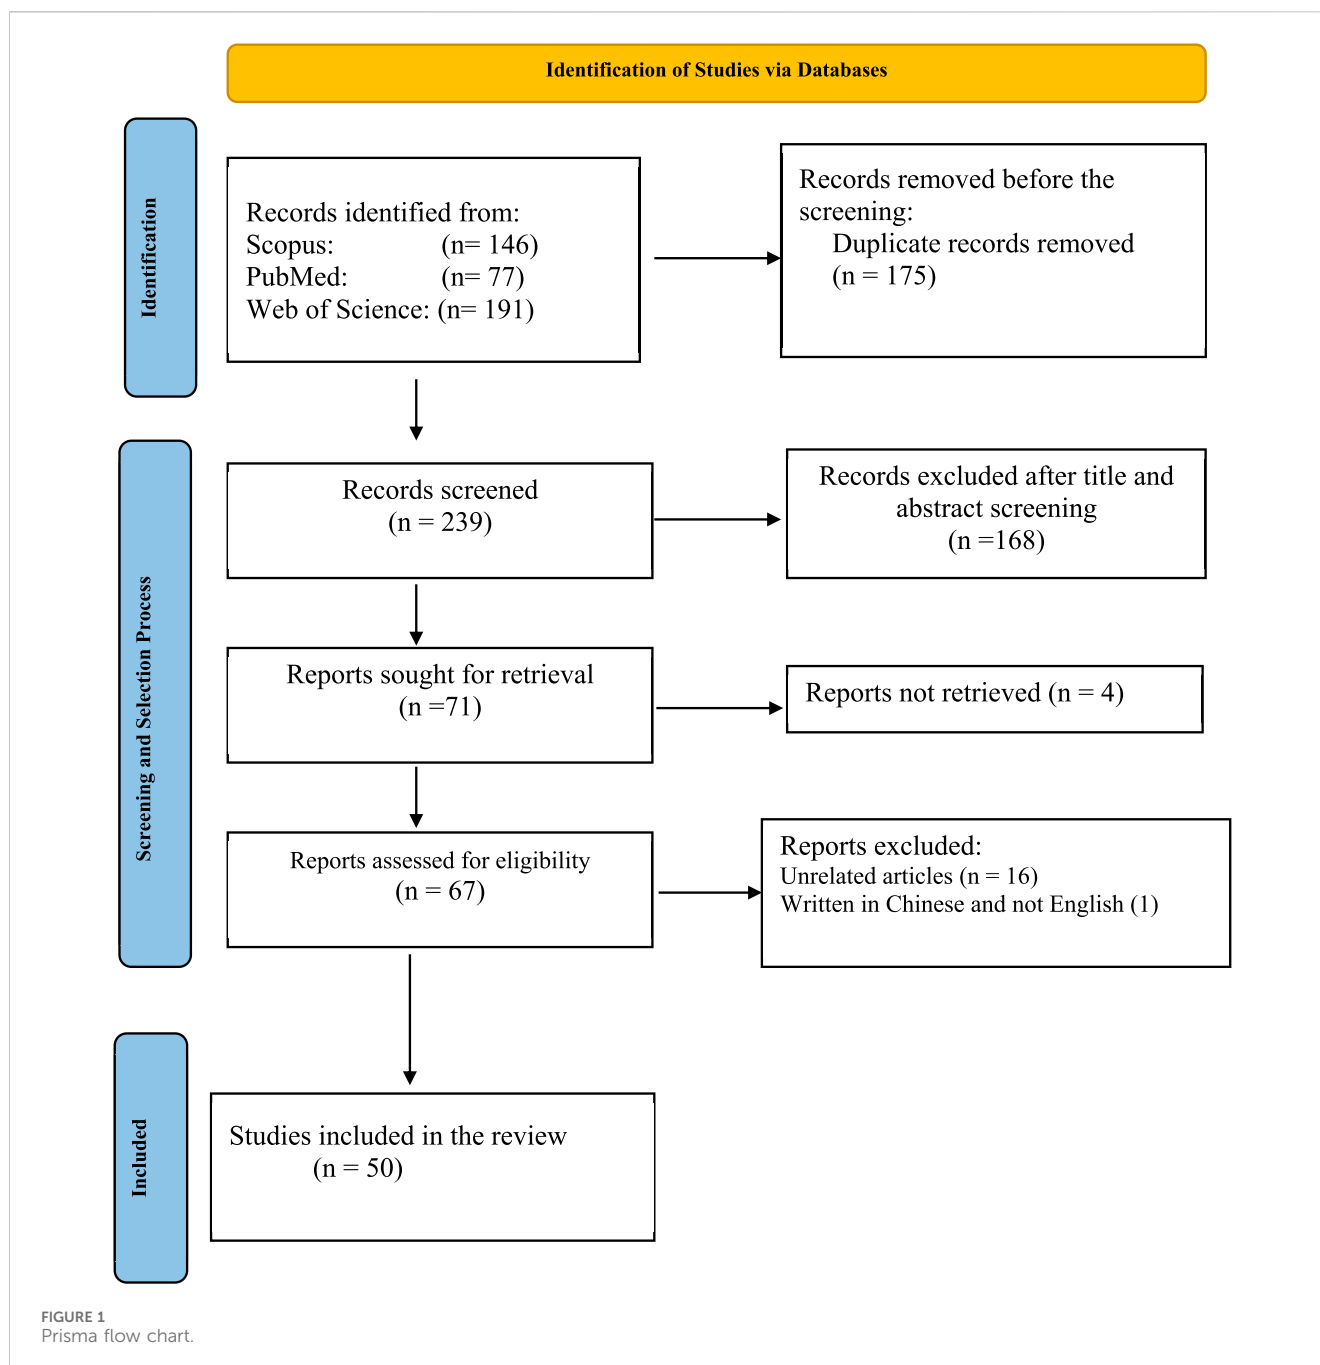 Identification of Studies via Databases
Identification
Records identified from:
Scopus: (n= 146)
PubMed: (n= 77)
Web of Science: (n= 191)
Records removed before the
screening:
Duplicate records removed
(n = 175)
Screening and Selection Process
Records screened
(n = 239)
Records excluded after title and
abstract screening
(n =168)
Reports sought for retrieval
(n =71)
Reports not retrieved (n = 4)
Reports assessed for eligibility
(n = 67)
Reports excluded:
Unrelated articles (n = 16)
Written in Chinese and not English (1)
Included
Studies included in the review
(n = 50)
FIGURE 1
Prisma flow chart.